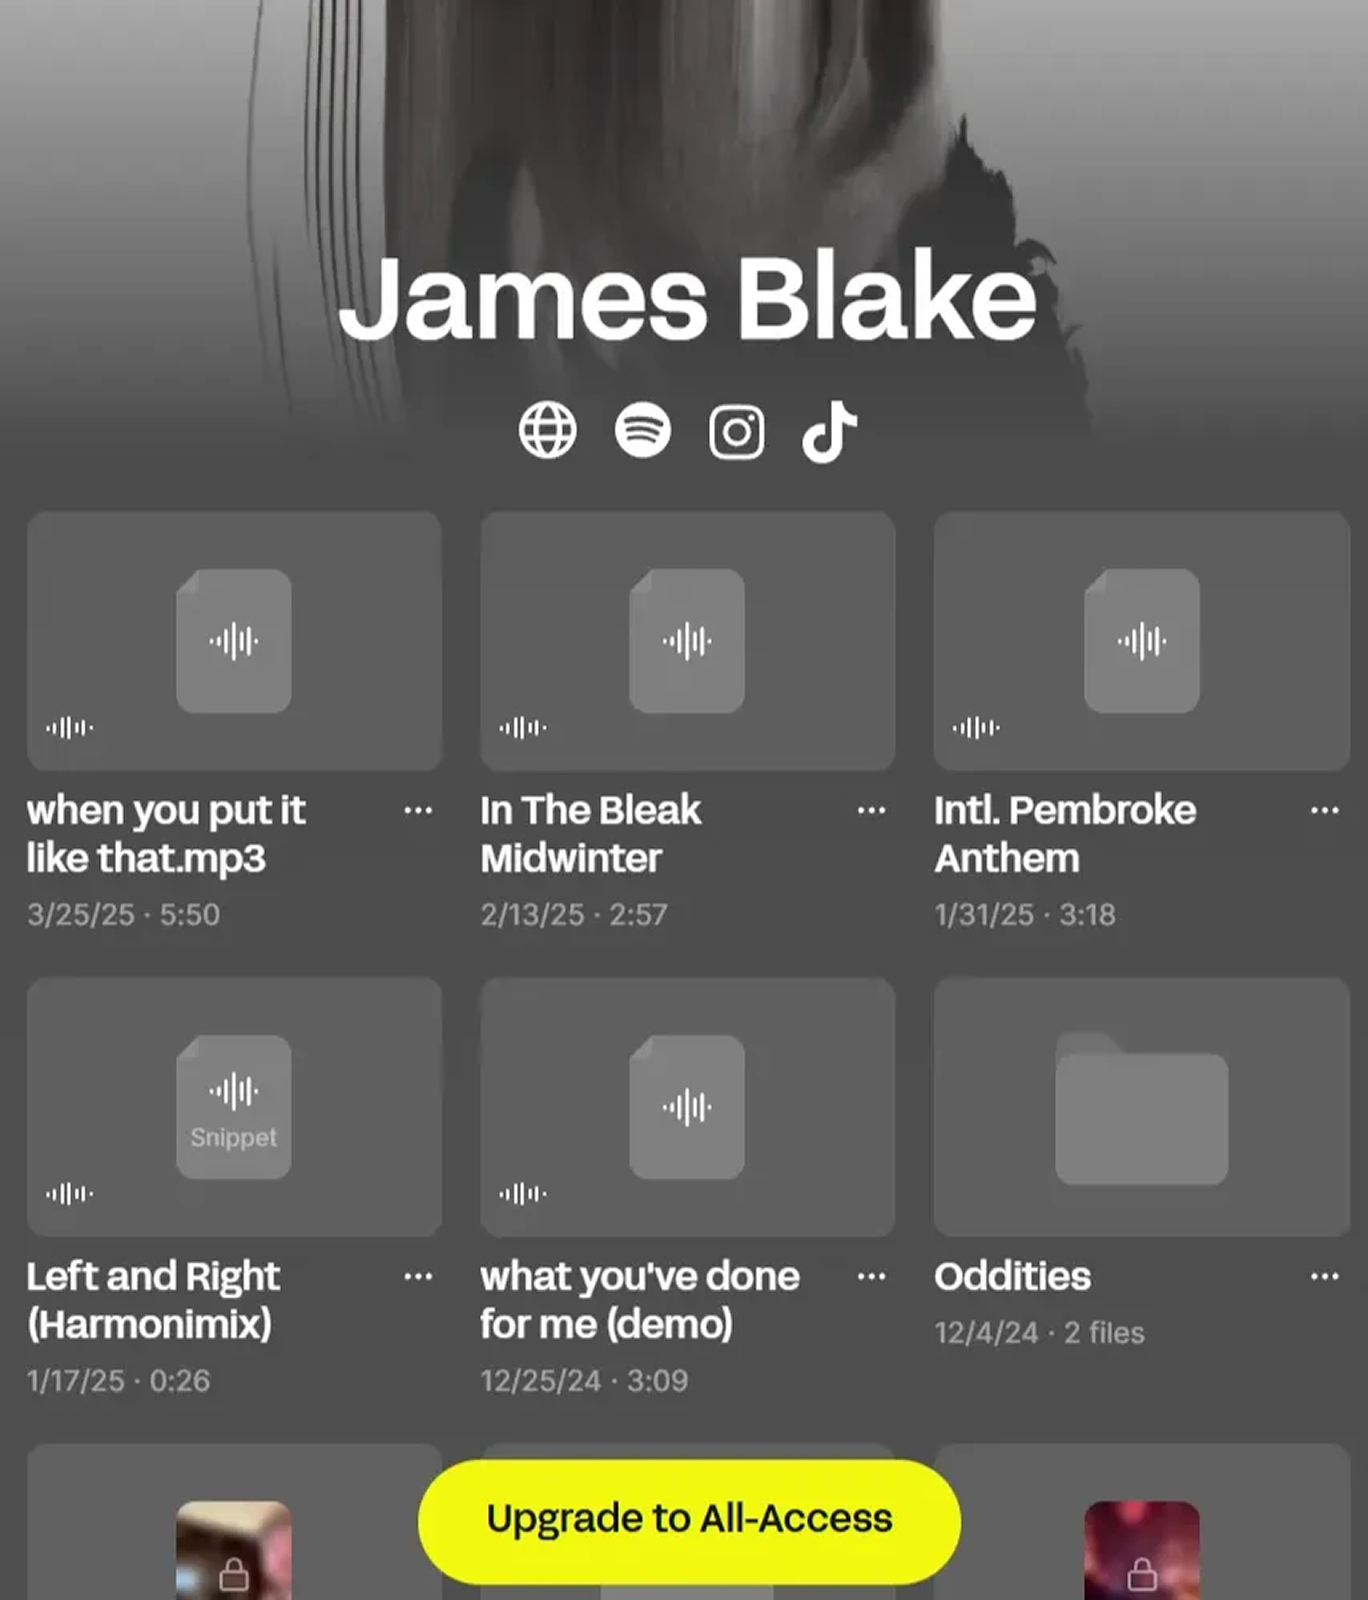 James Blake
when you put it
like that.mp3
3/25/25 · 5:50
In The Bleak
Midwinter
2/13/25 · 2:57
Intl. Pembroke
Anthem
1/31/25 · 3:18
Snippet
Left and Right
(Harmonimix)
1/17/25 · 0:26
what you've done
for me (demo)
12/25/24 · 3:09
Oddities
12/4/24 · 2 files
Upgrade to All-Access